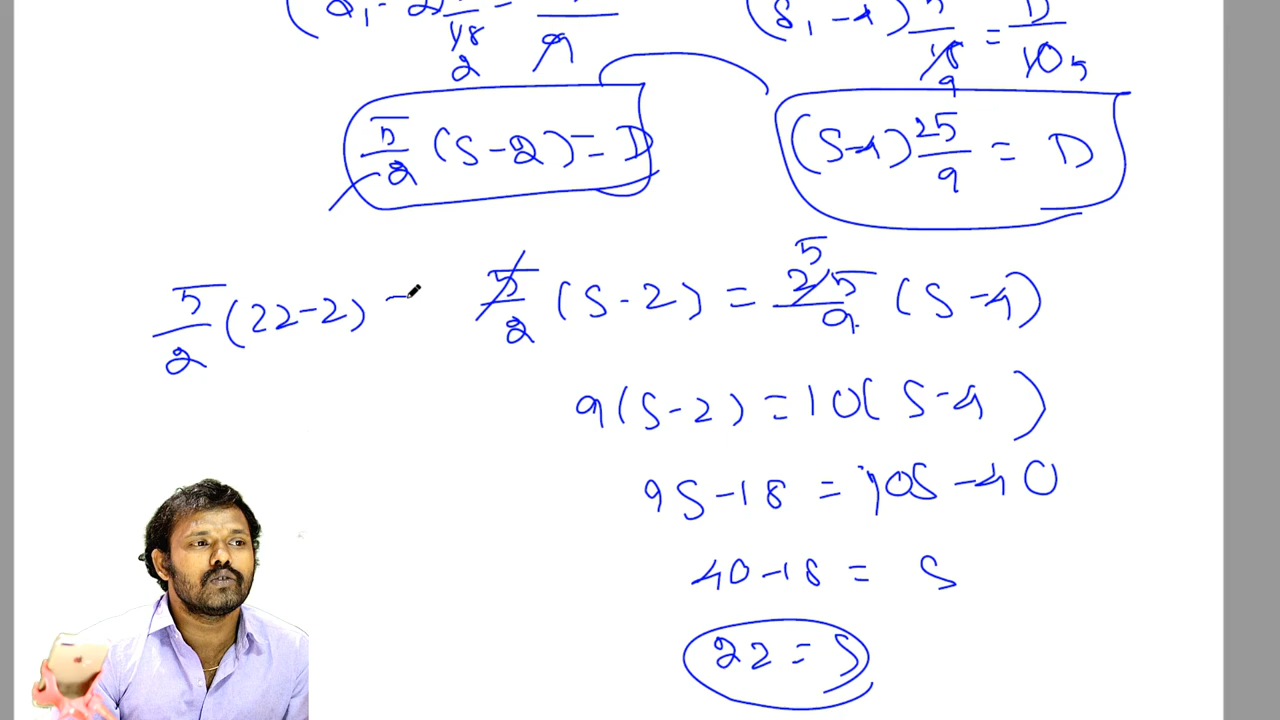 5/2 (S-2) = D
(S-4) 25/9 = D
5/2 (22-2) =
5/2 (S-2) = 25/9 (S-4)
5
9(S-2) = 10(S-4)
9S-18 = 10S-40
40-18 = S
22 = S